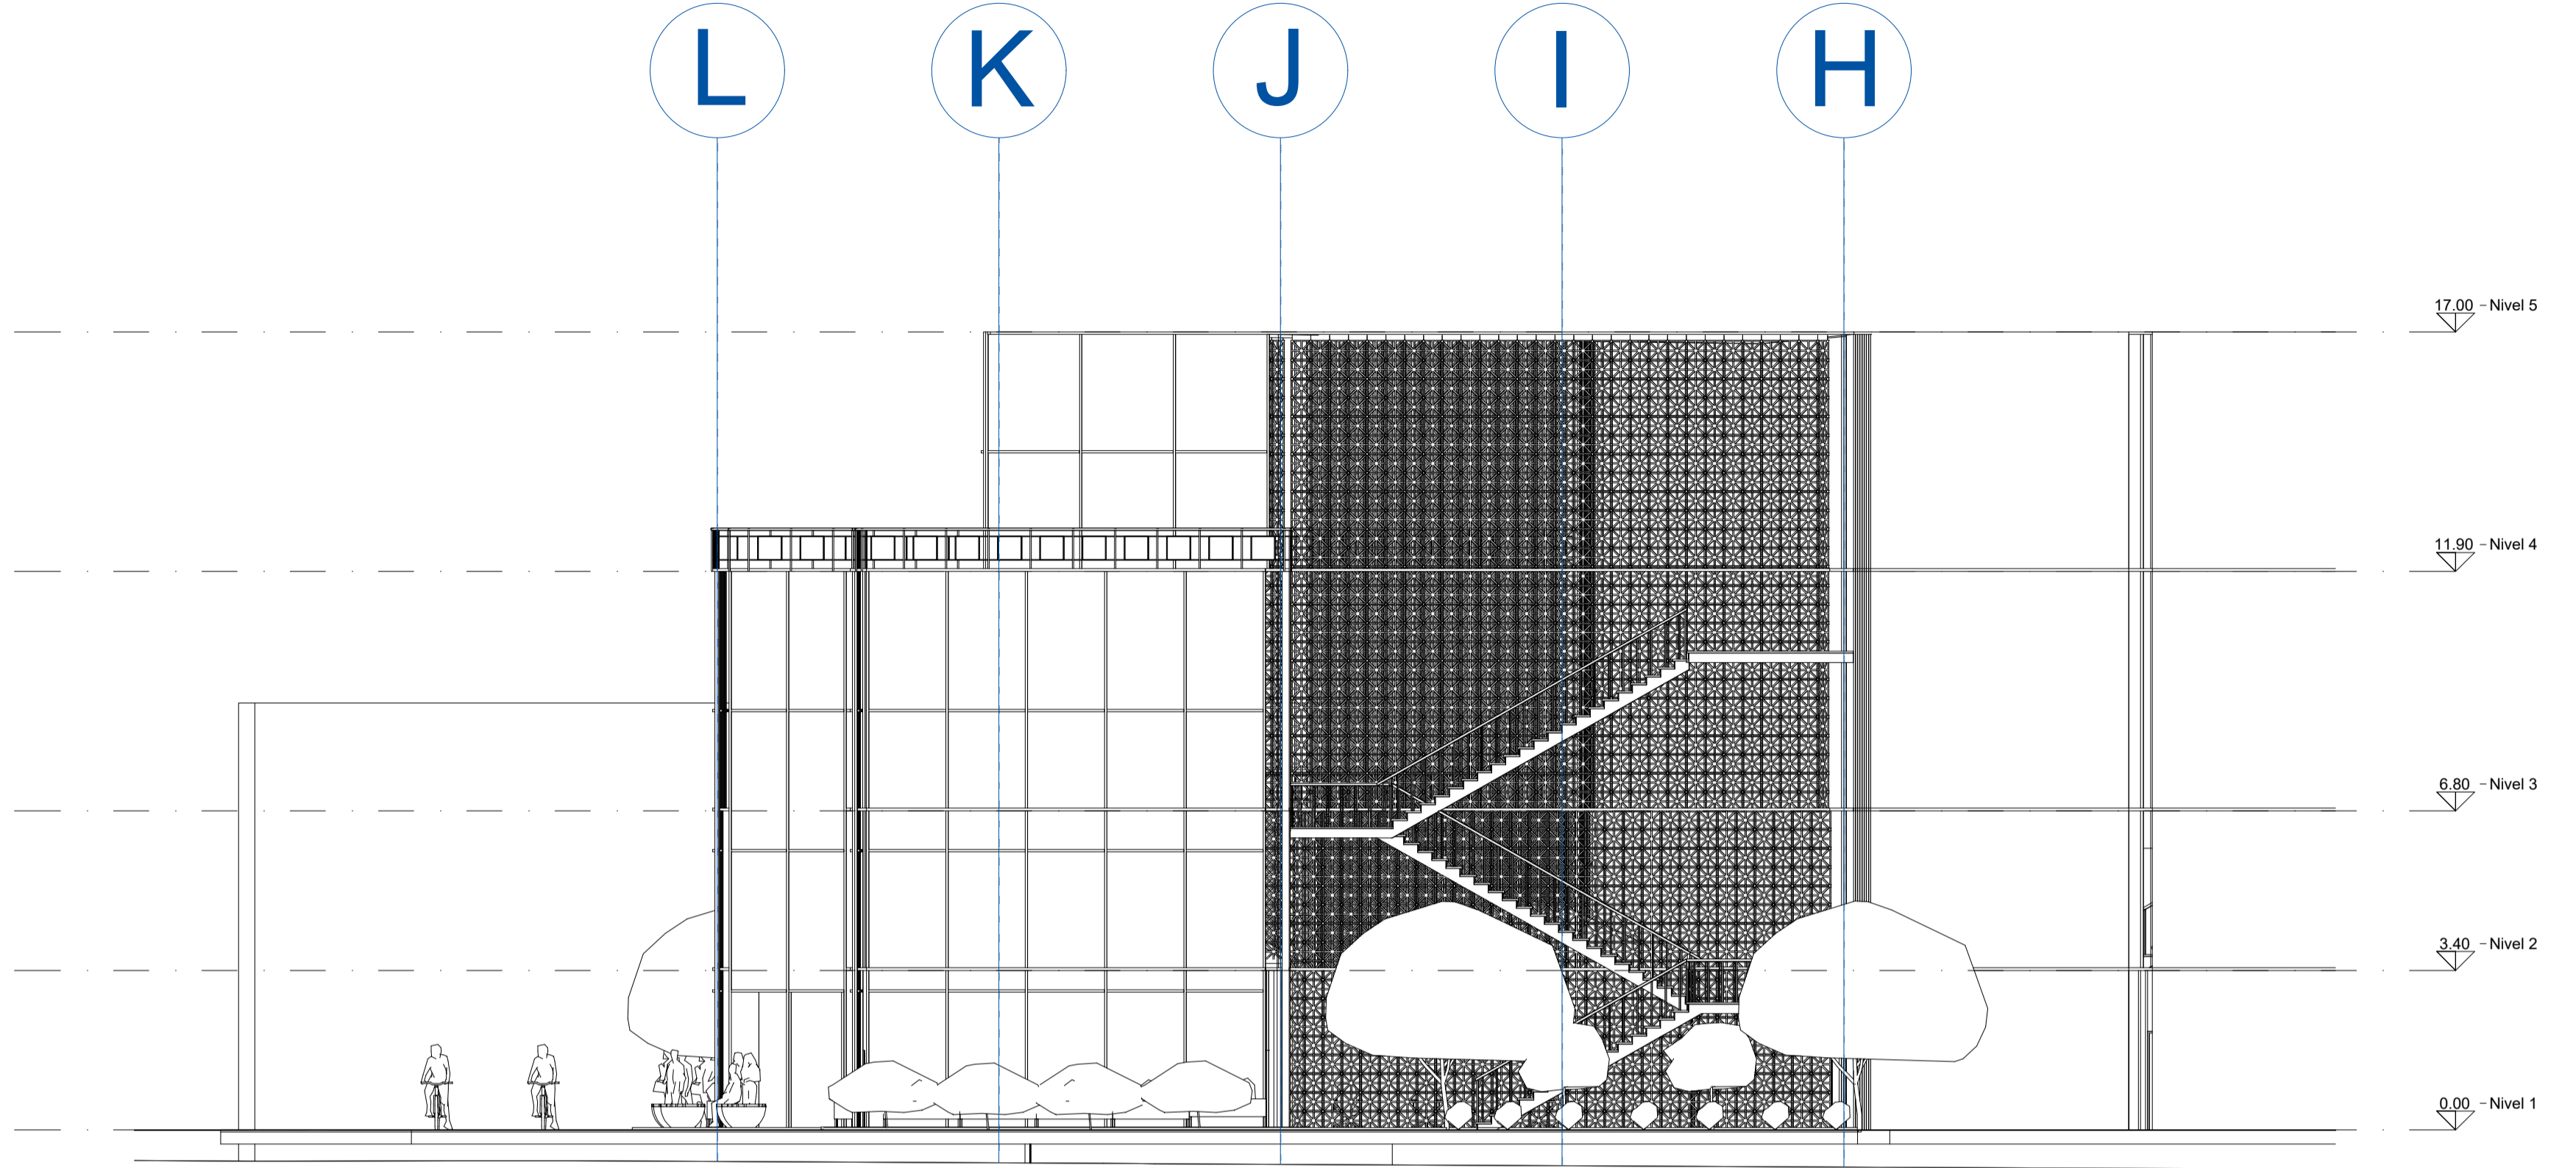 L K J I H
17.00 - Nivel 5
11.90 - Nivel 4
6.80 - Nivel 3
3.40 - Nivel 2
0.00 - Nivel 1